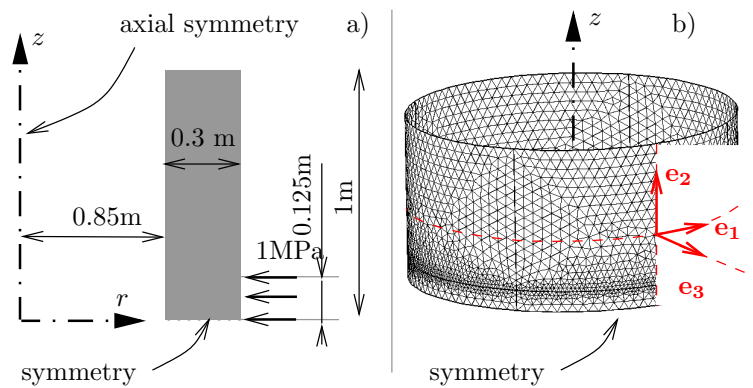 axial symmetry
a)
z
0.3 m
0.85m
0.125m
1m
1MPa
r
symmetry
b)
z
e₂
e₁
e₃
symmetry